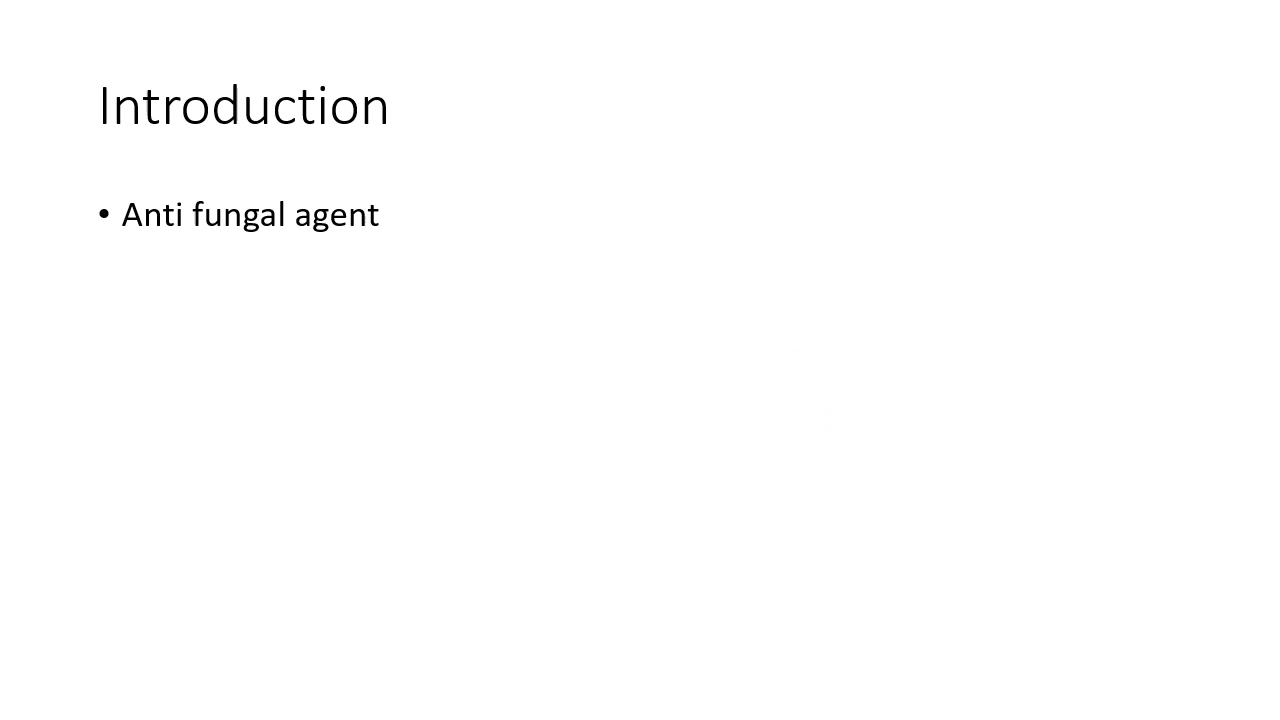 Introduction
• Anti fungal agent